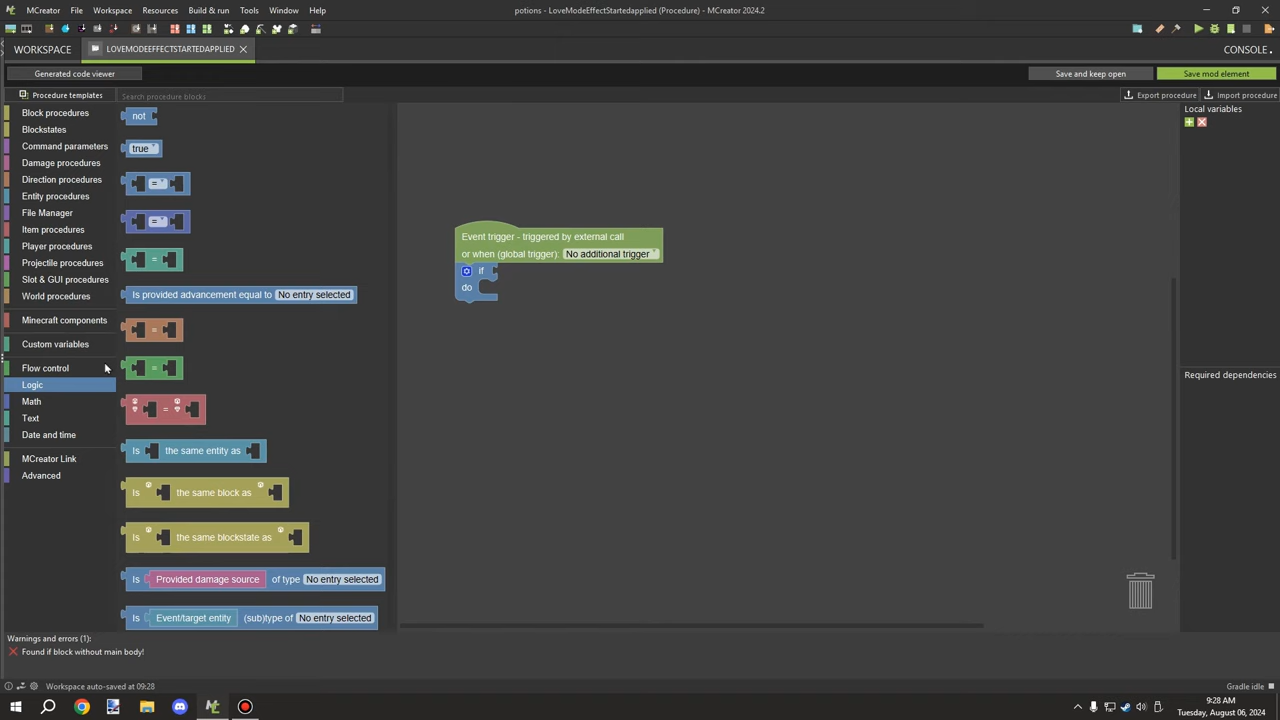 MCreator File Workspace Resources Build & run Tools Window Help
potions - LoveModeEffectStartedapplied (Procedure) - MCreator 2024.2
WORKSPACE
LOVEMODEEFFECTSTARTEDAPPLIED
CONSOLE
Generated code viewer
Save and keep open
Save mod element
Procedure templates
Search procedure blocks
Export procedure
Import procedure
Block procedures
Blockstates
Command parameters
Damage procedures
Direction procedures
Entity procedures
File Manager
Item procedures
Player procedures
Projectile procedures
Slot & GUI procedures
World procedures
Minecraft components
Custom variables
Flow control
Logic
Math
Text
Date and time
MCreator Link
Advanced
not
true
=
=
=
Is provided advancement equal to No entry selected
=
=
=
Is the same entity as
Is the same block as
Is the same blockstate as
Is Provided damage source of type No entry selected
Is Event/target entity (sub)type of No entry selected
Event trigger - triggered by external call
or when (global trigger): No additional trigger
if
do
Local variables
Required dependencies
Warnings and errors (1):
Found if block without main body!
Workspace auto-saved at 09:28
Gradle idle
9:28 AM
Tuesday, August 06, 2024